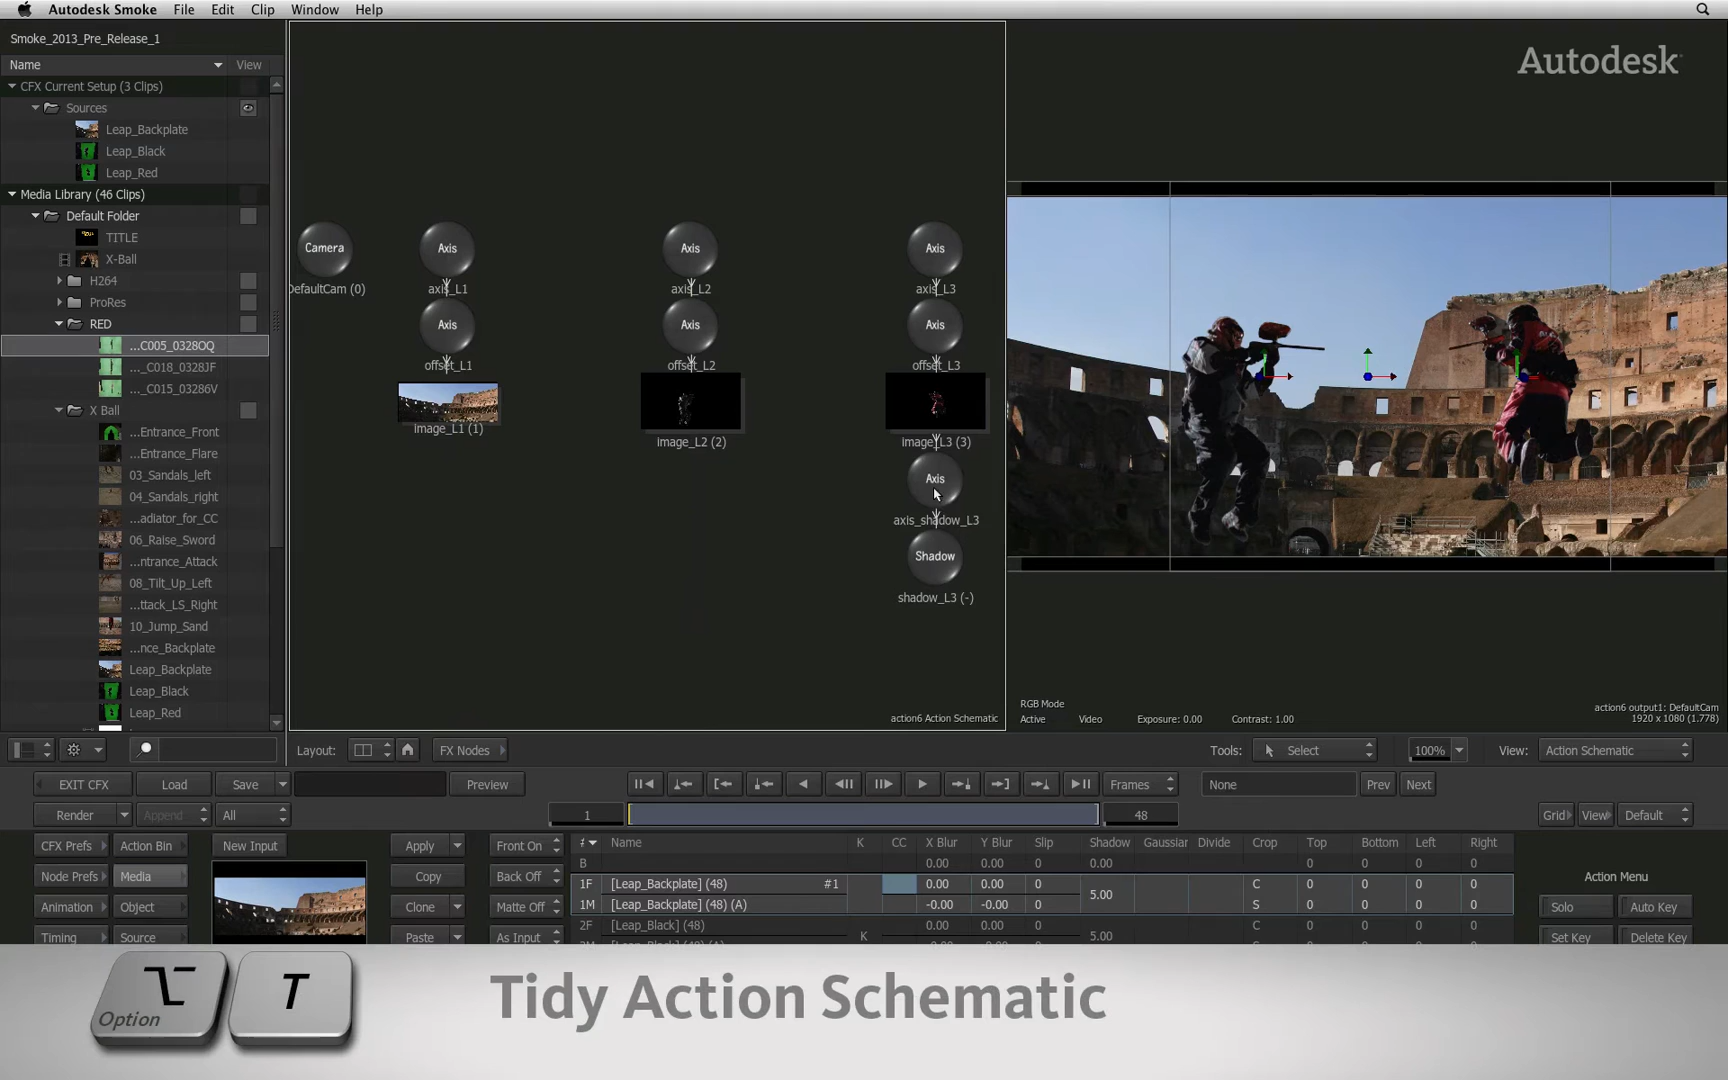 Autodesk Smoke File Edit Clip Window Help
Smoke_2013_Pre_Release_1
Name View
CFX Current Setup (3 Clips)
Sources
Leap_Backplate
Leap_Black
Leap_Red
Media Library (46 Clips)
Default Folder
TITLE
X-Ball
H264
ProRes
RED
...C005_0328OQ
..._C018_0328JF
...C015_03286V
X Ball
...Entrance_Front
...Entrance_Flare
03_Sandals_left
04_Sandals_right
...adiator_for_CC
06_Raise_Sword
...ntrance_Attack
08_Tilt_Up_Left
...ttack_LS_Right
10_Jump_Sand
...nce_Backplate
Leap_Backplate
Leap_Black
Leap_Red
Camera Axis Axis Axis
DefaultCam (0) axis_L1 axis_L2 axis_L3
Axis Axis Axis
offset_L1 offset_L2 offset_L3
image_L1 (1) image_L2 (2) image_L3 (3)
Axis
axis_shadow_L3
Shadow
shadow_L3 (-)
action6 Action Schematic
Autodesk
RGB Mode
Active Video Exposure: 0.00 Contrast: 1.00
action6 output1: DefaultCam
1920 x 1080 (1.778)
Layout: FX Nodes Tools: Select 100% View: Action Schematic
EXIT CFX Load Save Preview Frames None Prev Next
Render Append All 1 48 Grid View Default
CFX Prefs Action Bin New Input Apply Front On # Name K CC X Blur Y Blur Slip Shadow Gaussian Divide Crop Top Bottom Left Right
B 0.00 0.00 0 0.00 0 0 0 0
Node Prefs Media Copy Back Off 1F [Leap_Backplate] (48) #1 0.00 0.00 0 5.00 C 0 0 0 0 Action Menu
Animation Object Clone Matte Off 1M [Leap_Backplate] (48) (A) -0.00 -0.00 0 S 0 0 0 0 Solo Auto Key
2F [Leap_Black] (48) 0.00 0.00 0 C 0 0 0 0
Timing Source Paste As Input K 5.00 Set Key Delete Key
Option T Tidy Action Schematic